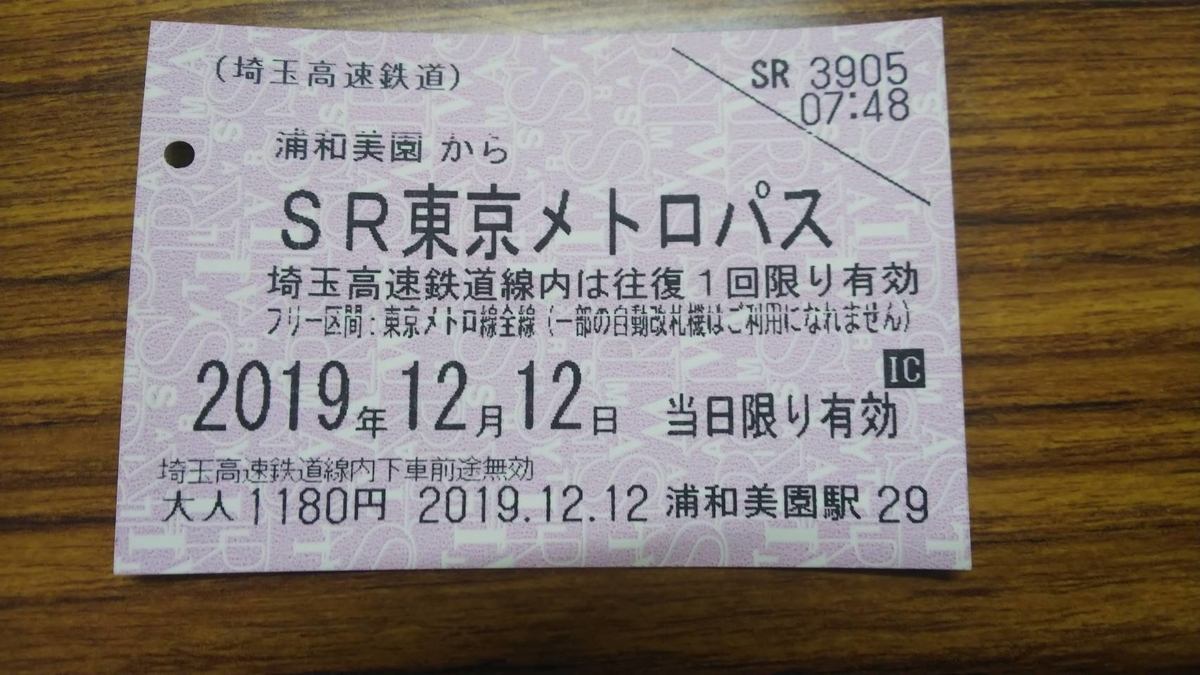 (埼玉高速鉄道)
SR 3905
07:48
浦和美園 から
SR東京メトロパス
埼玉高速鉄道線内は往復1回限り有効
フリー区間:東京メトロ線全線(一部の自動改札機はご利用になれません)
IC
2019年 12月12日 当日限り有効
埼玉高速鉄道線内下車前途無効
大人1180円 2019.12.12 浦和美園駅 29